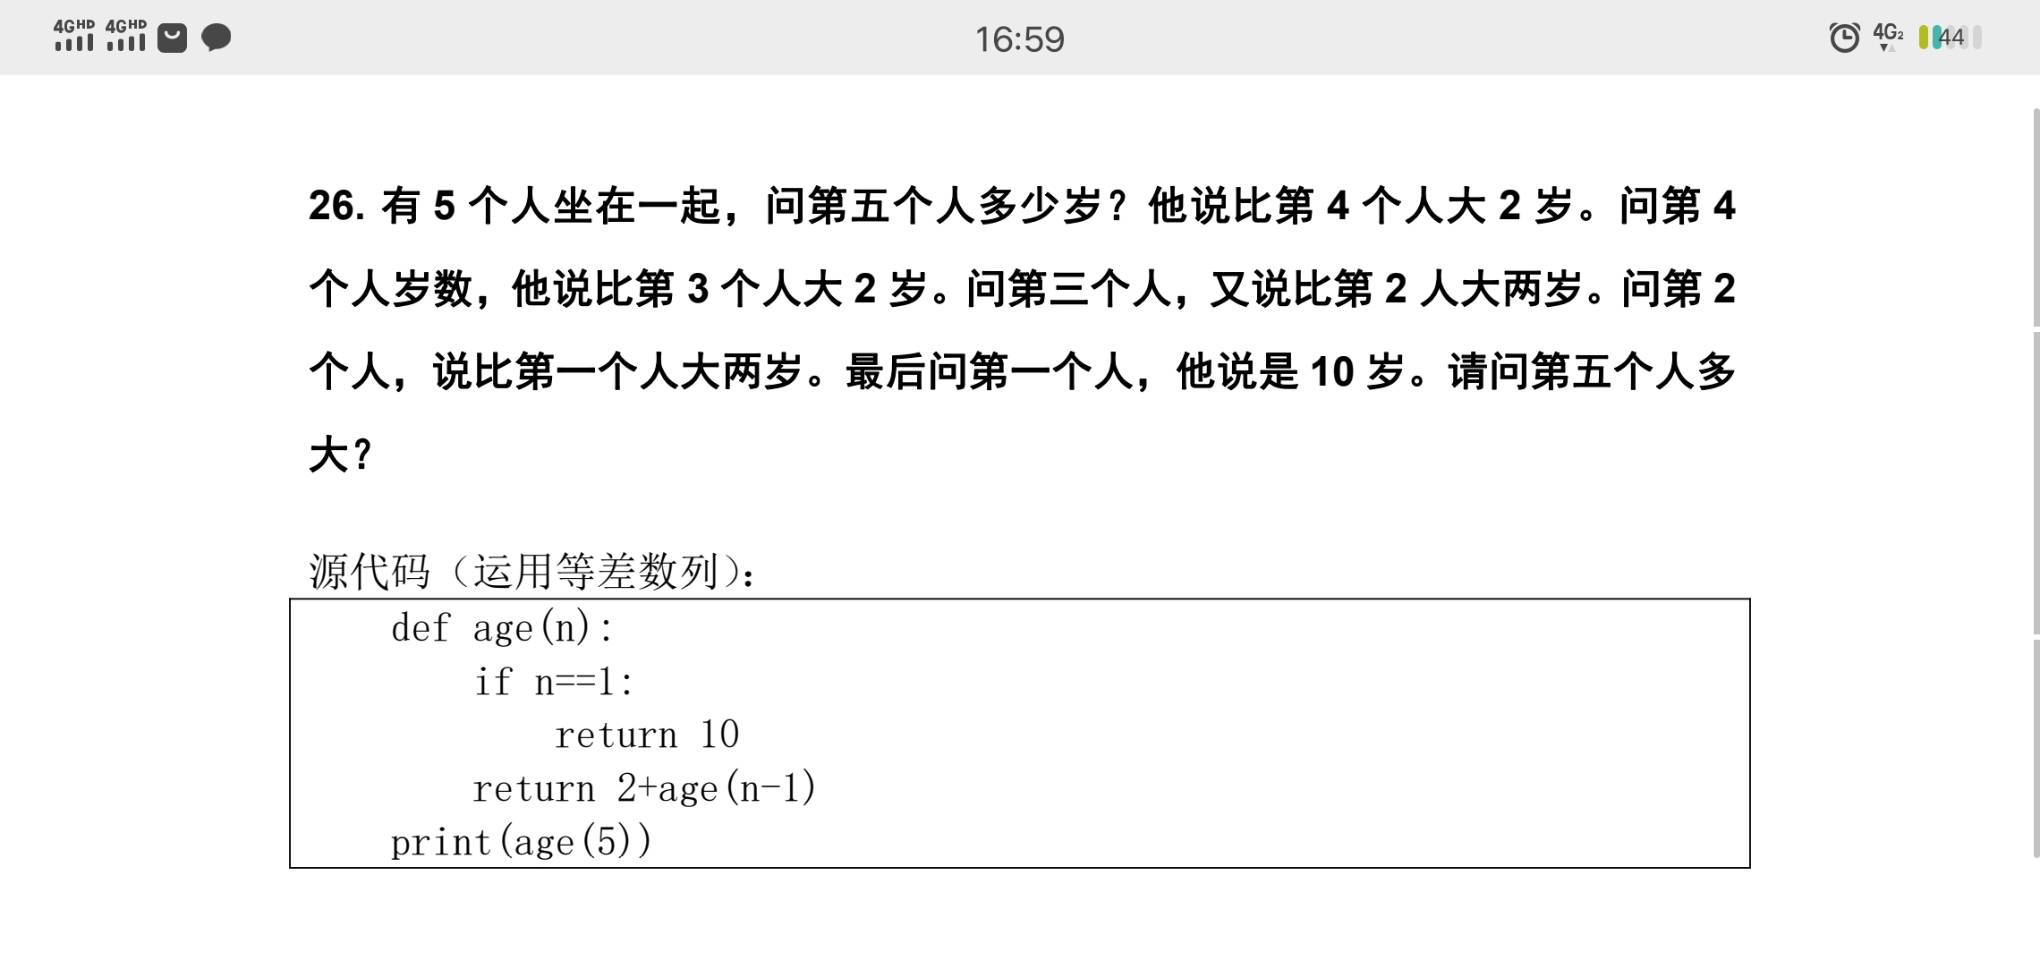 4GHD 4GHD 16:59 4G2 44
26. 有 5 个人坐在一起，问第五个人多少岁？他说比第 4 个人大 2 岁。问第 4
个人岁数，他说比第 3 个人大 2 岁。问第三个人，又说比第 2 人大两岁。问第 2
个人，说比第一个人大两岁。最后问第一个人，他说是 10 岁。请问第五个人多
大？
源代码（运用等差数列）：
def age(n):
if n==1:
return 10
return 2+age(n-1)
print(age(5))